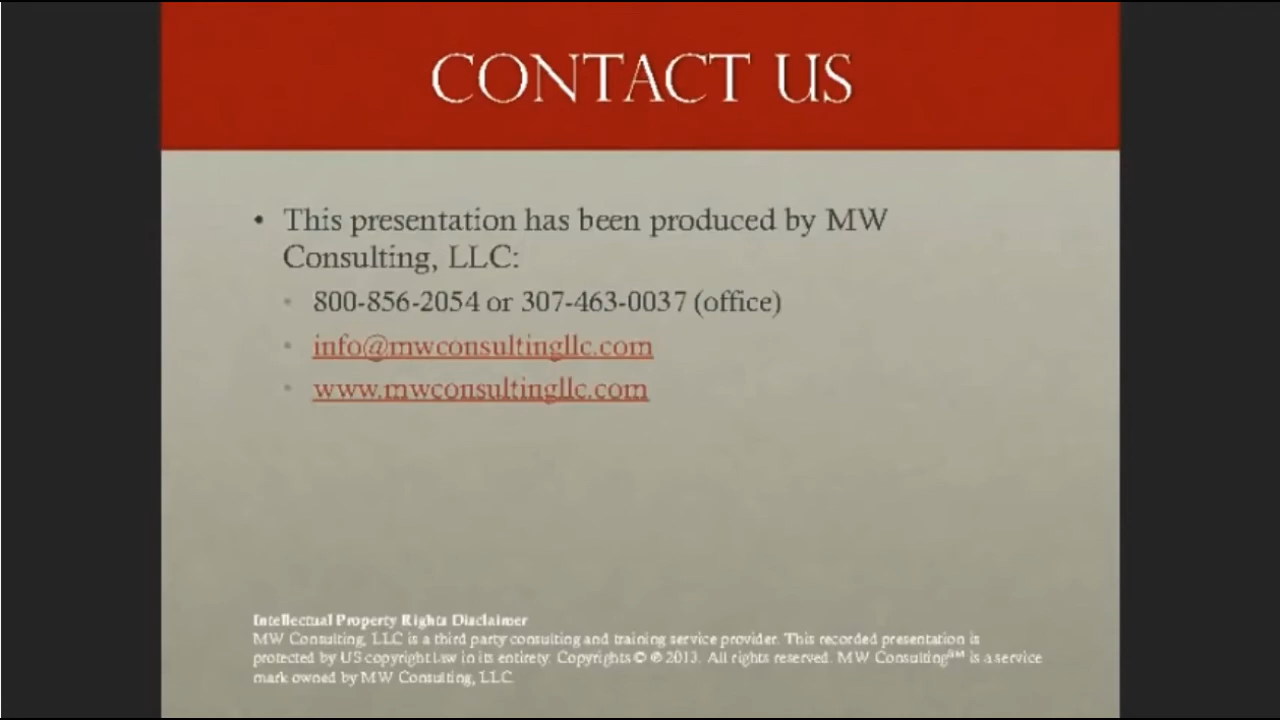 CONTACT US
• This presentation has been produced by MW
Consulting, LLC:
• 800-856-2054 or 307-463-0037 (office)
• info@mwconsultingllc.com
• www.mwconsultingllc.com
Intellectual Property Rights Disclaimer
MW Consulting, LLC is a third party consulting and training service provider. This recorded presentation is
protected by US copyright law in its entirety. Copyrights © ℗ 2013. All rights reserved. MW Consulting℠ is a service
mark owned by MW Consulting, LLC.